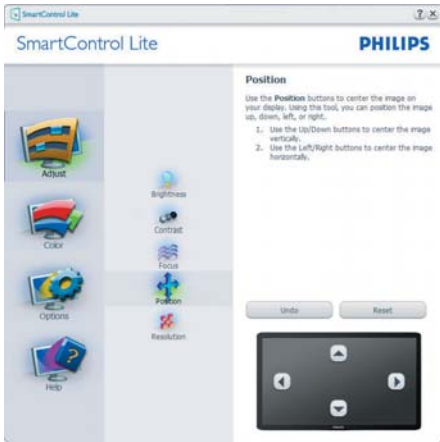 SmartControl Lite
SmartControl Lite
PHILIPS
Adjust
Color
Options
Help
Brightness
Contrast
Focus
Position
Resolution
Position
Use the Position buttons to center the image on
your display. Using this tool, you can position the image
up, down, left, or right.
1. Use the Up/Down buttons to center the image
vertically.
2. Use the Left/Right buttons to center the image
horizontally.
Undo
Reset